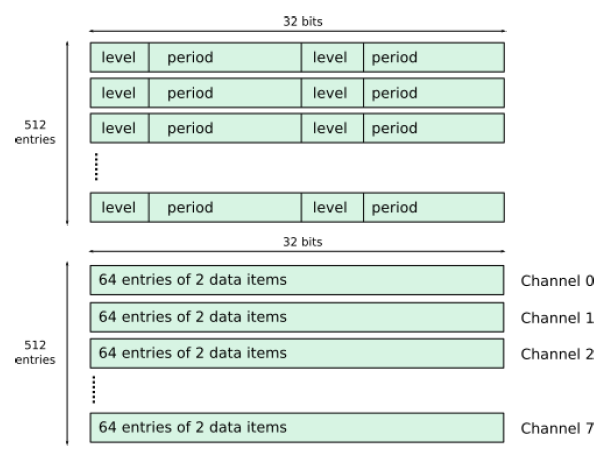 32 bits
level period level period
level period level period
512
entries
level period level period
level period level period
32 bits
64 entries of 2 data items Channel 0
64 entries of 2 data items Channel 1
512
entries
64 entries of 2 data items Channel 2
64 entries of 2 data items Channel 7